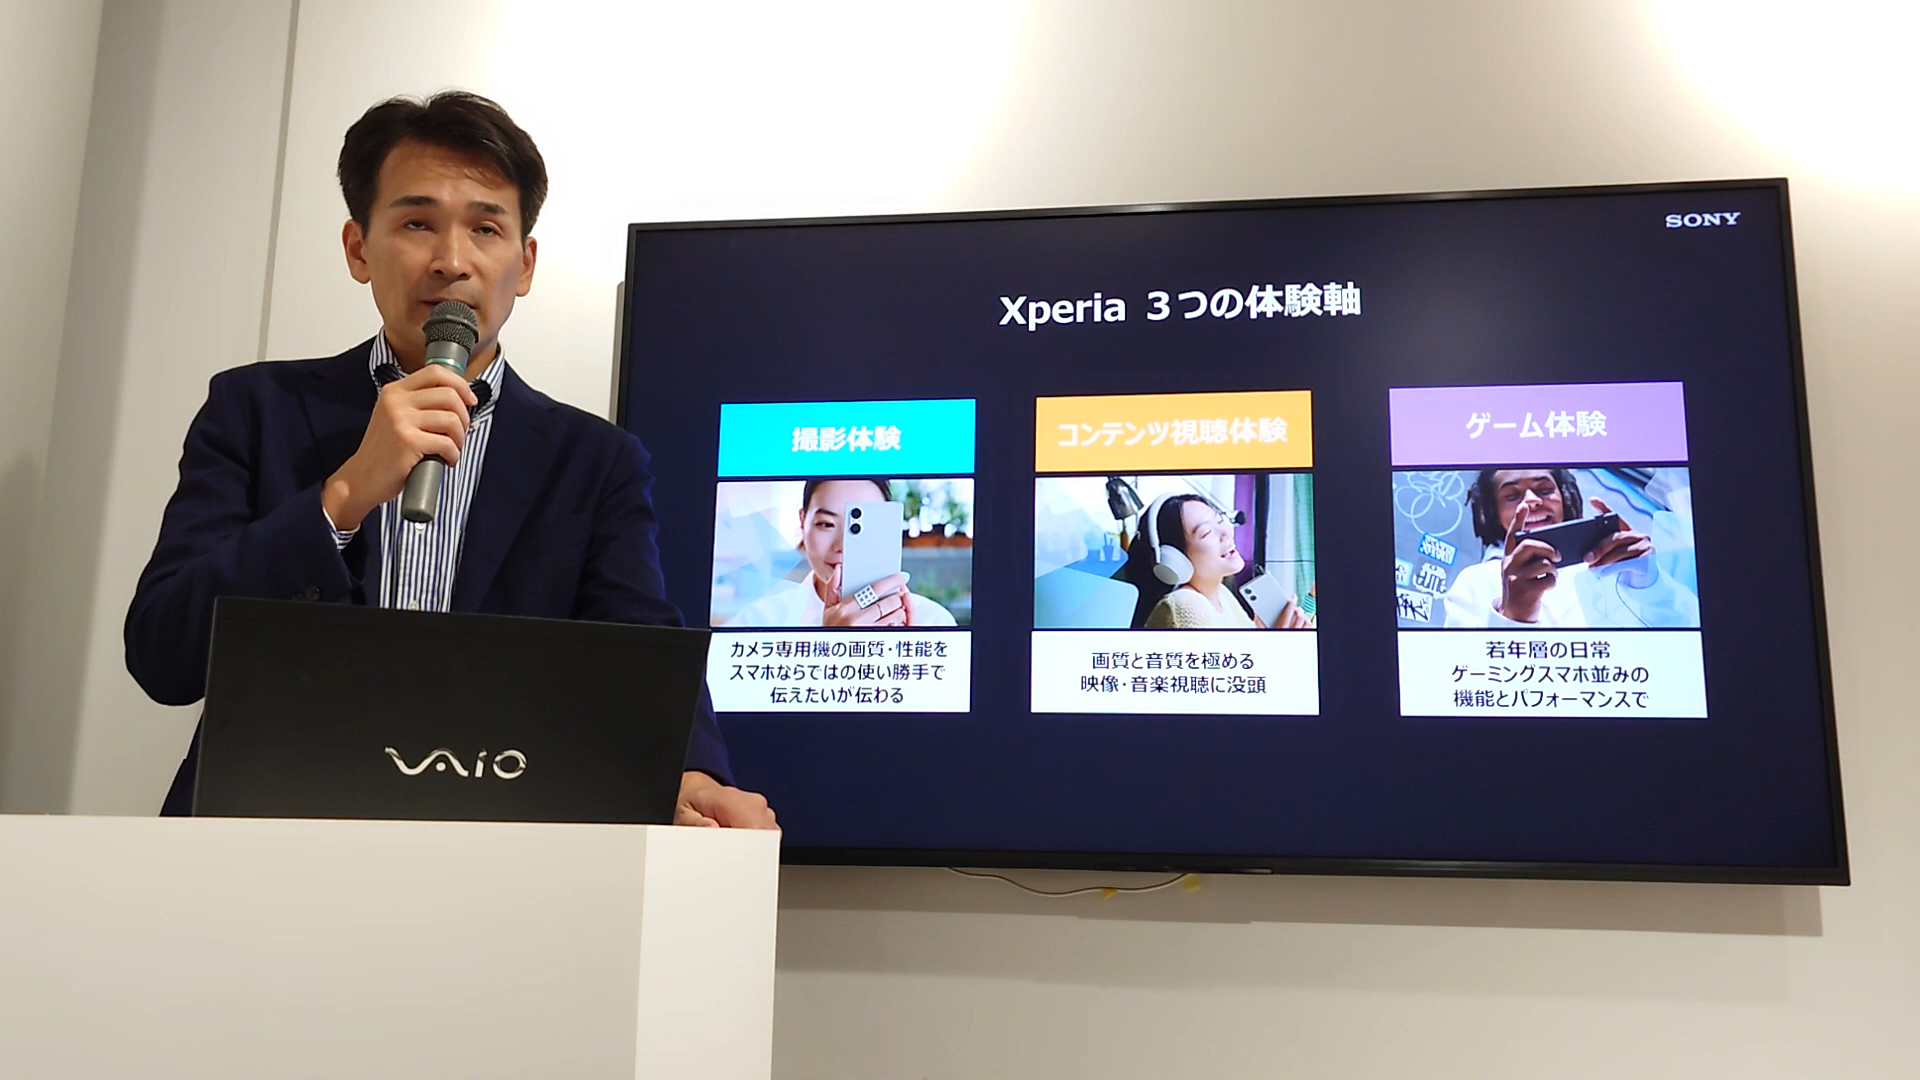 SONY
Xperia 3つの体験軸
撮影体験
カメラ専用機の画質・性能を
スマホならではの使い勝手で
伝えたいが伝わる
コンテンツ視聴体験
画質と音質を極める
映像・音楽視聴に没頭
ゲーム体験
若年層の日常
ゲーミングスマホ並みの
機能とパフォーマンスで
VAIO